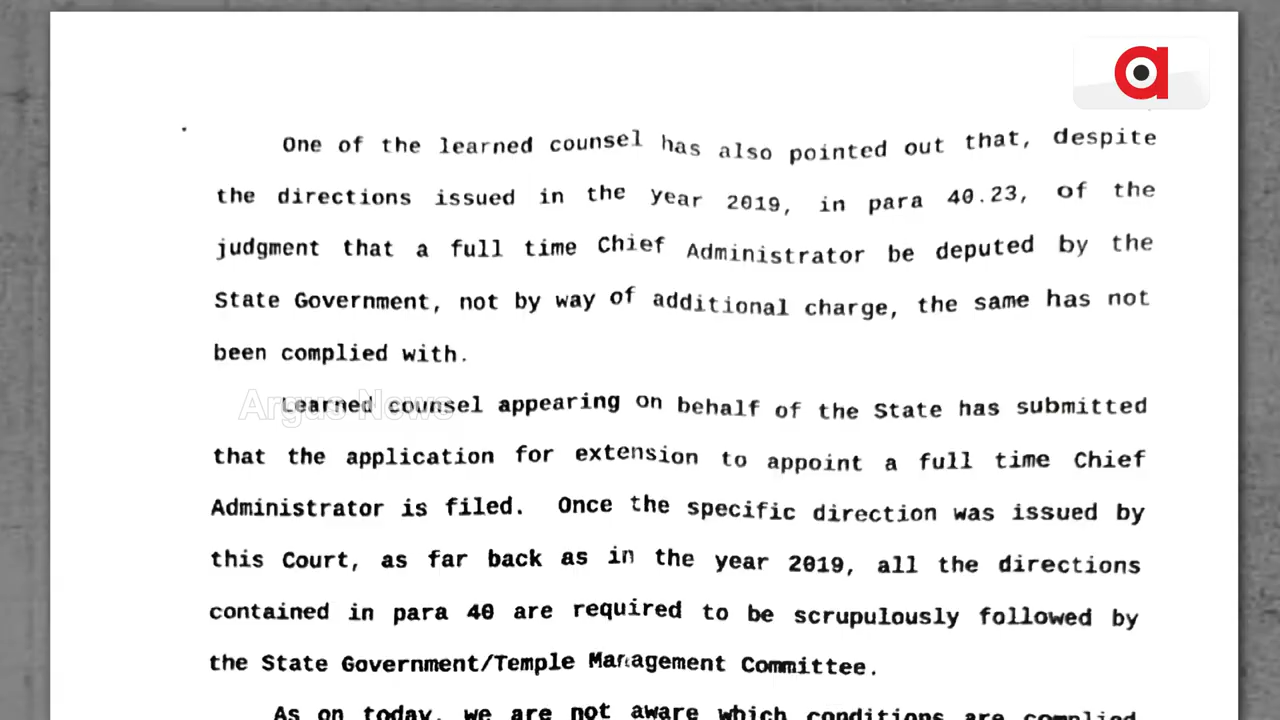 One of the learned counsel has also pointed out that, despite
the directions issued in the year 2019, in para 40.23, of the
judgment that a full time Chief Administrator be deputed by the
State Government, not by way of additional charge, the same has not
been complied with.
Argus News
Learned counsel appearing on behalf of the State has submitted
that the application for extension to appoint a full time Chief
Administrator is filed. Once the specific direction was issued by
this Court, as far back as in the year 2019, all the directions
contained in para 40 are required to be scrupulously followed by
the State Government/Temple Management Committee.
As on today, we are not aware which conditions are complied